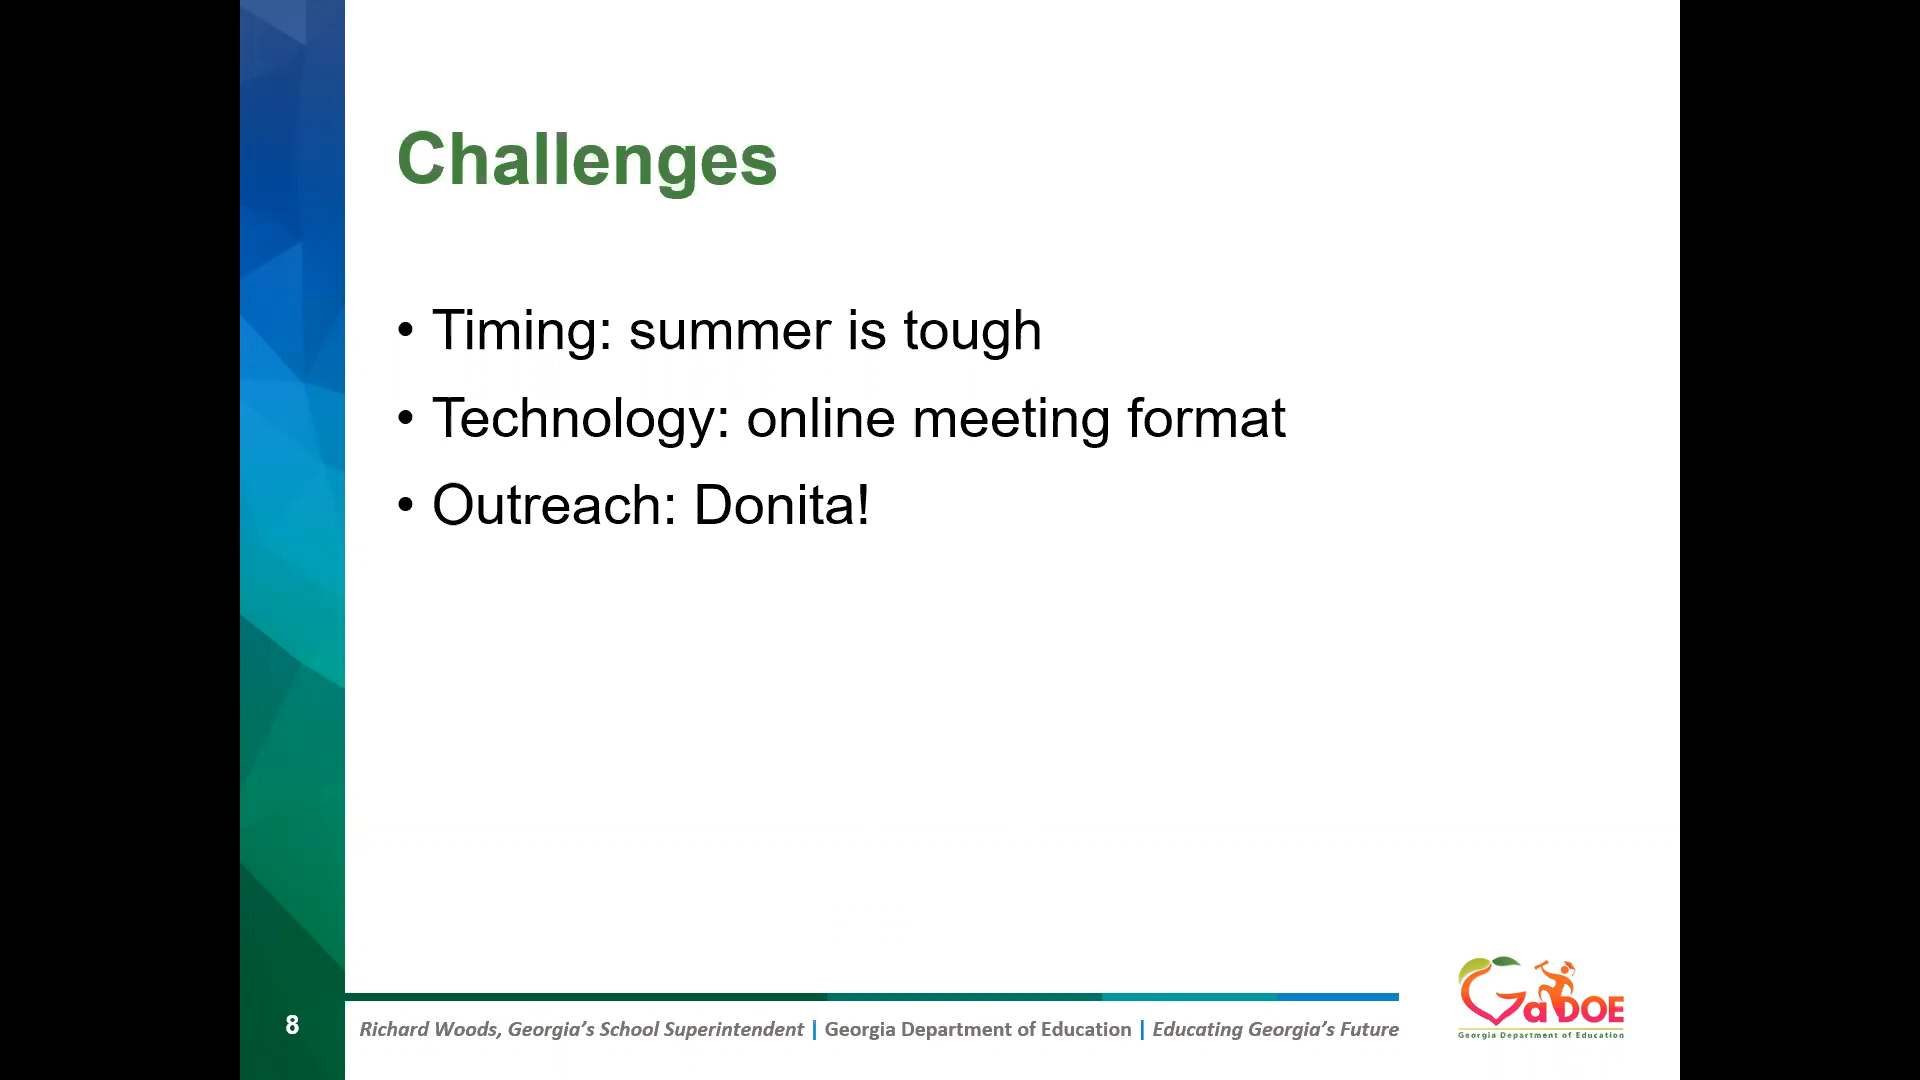 Challenges
• Timing: summer is tough
• Technology: online meeting format
• Outreach: Donita!
8
Richard Woods, Georgia’s School Superintendent | Georgia Department of Education | Educating Georgia’s Future
GaDOE
Georgia Department of Education